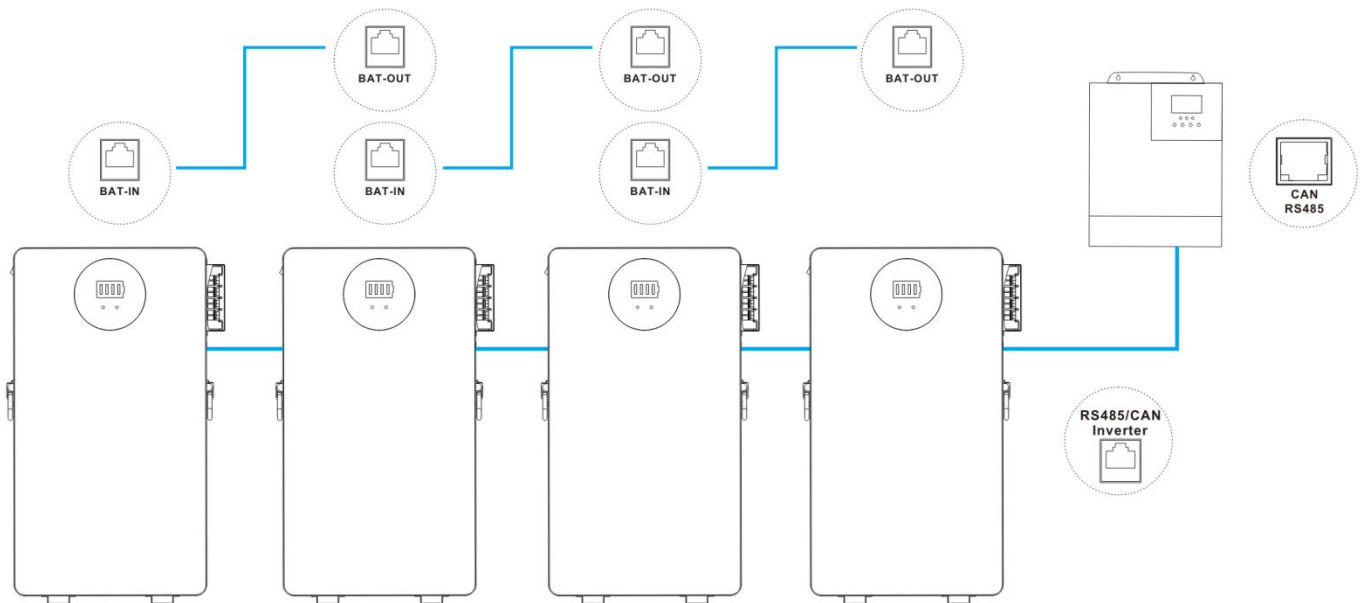 BAT-OUT
BAT-OUT
BAT-OUT
BAT-IN
BAT-IN
BAT-IN
CAN
RS485
RS485/CAN
Inverter